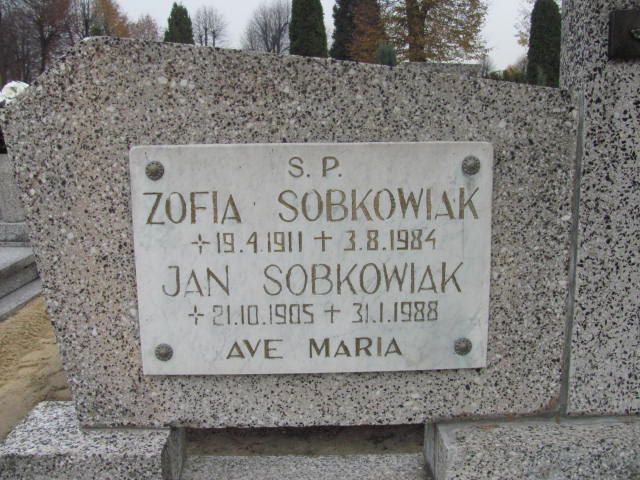 S. P.
ZOFIA SOBKOWIAK
+19.4.1911 + 3.8.1984
JAN SOBKOWIAK
+21.10.1905 + 31.1.1988
AVE MARIA